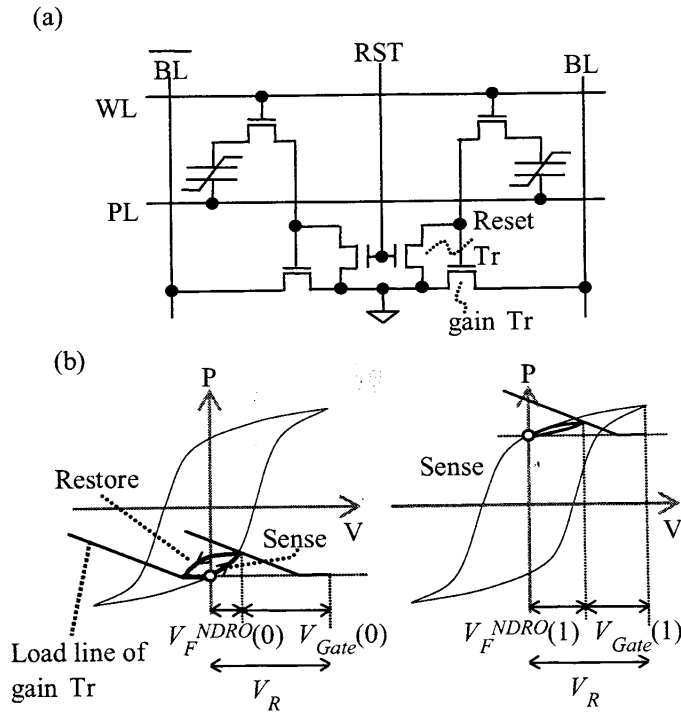 (a)
BL RST BL
WL
PL
Reset
Tr
gain Tr
(b)
P
Restore
Sense
V
Load line of
gain Tr
V_F^NDRO(0) V_Gate(0)
V_R
P
Sense
V
V_F^NDRO(1) V_Gate(1)
V_R